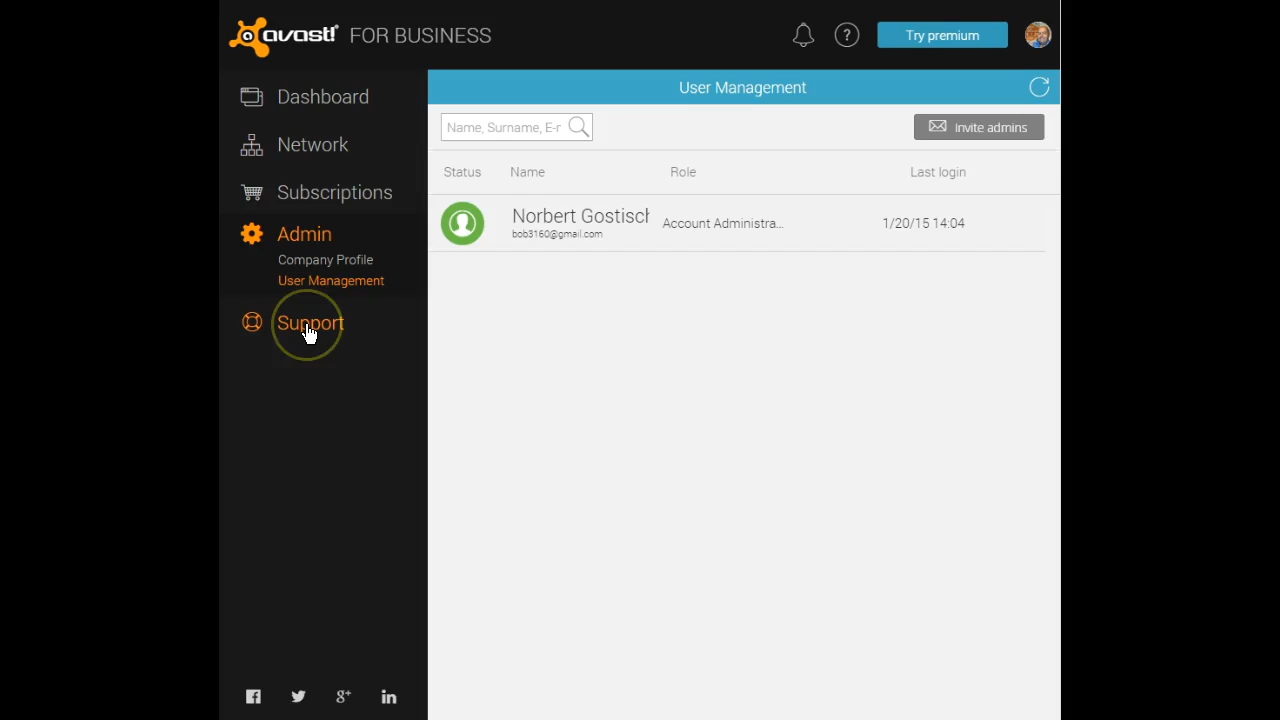 avast! FOR BUSINESS
?
Try premium
Dashboard
Network
Subscriptions
Admin
Company Profile
User Management
Support
User Management
Name, Surname, E-r
Invite admins
Status Name Role Last login
Norbert Gostisch
bob3160@gmail.com
Account Administra...
1/20/15 14:04
f
g+
in